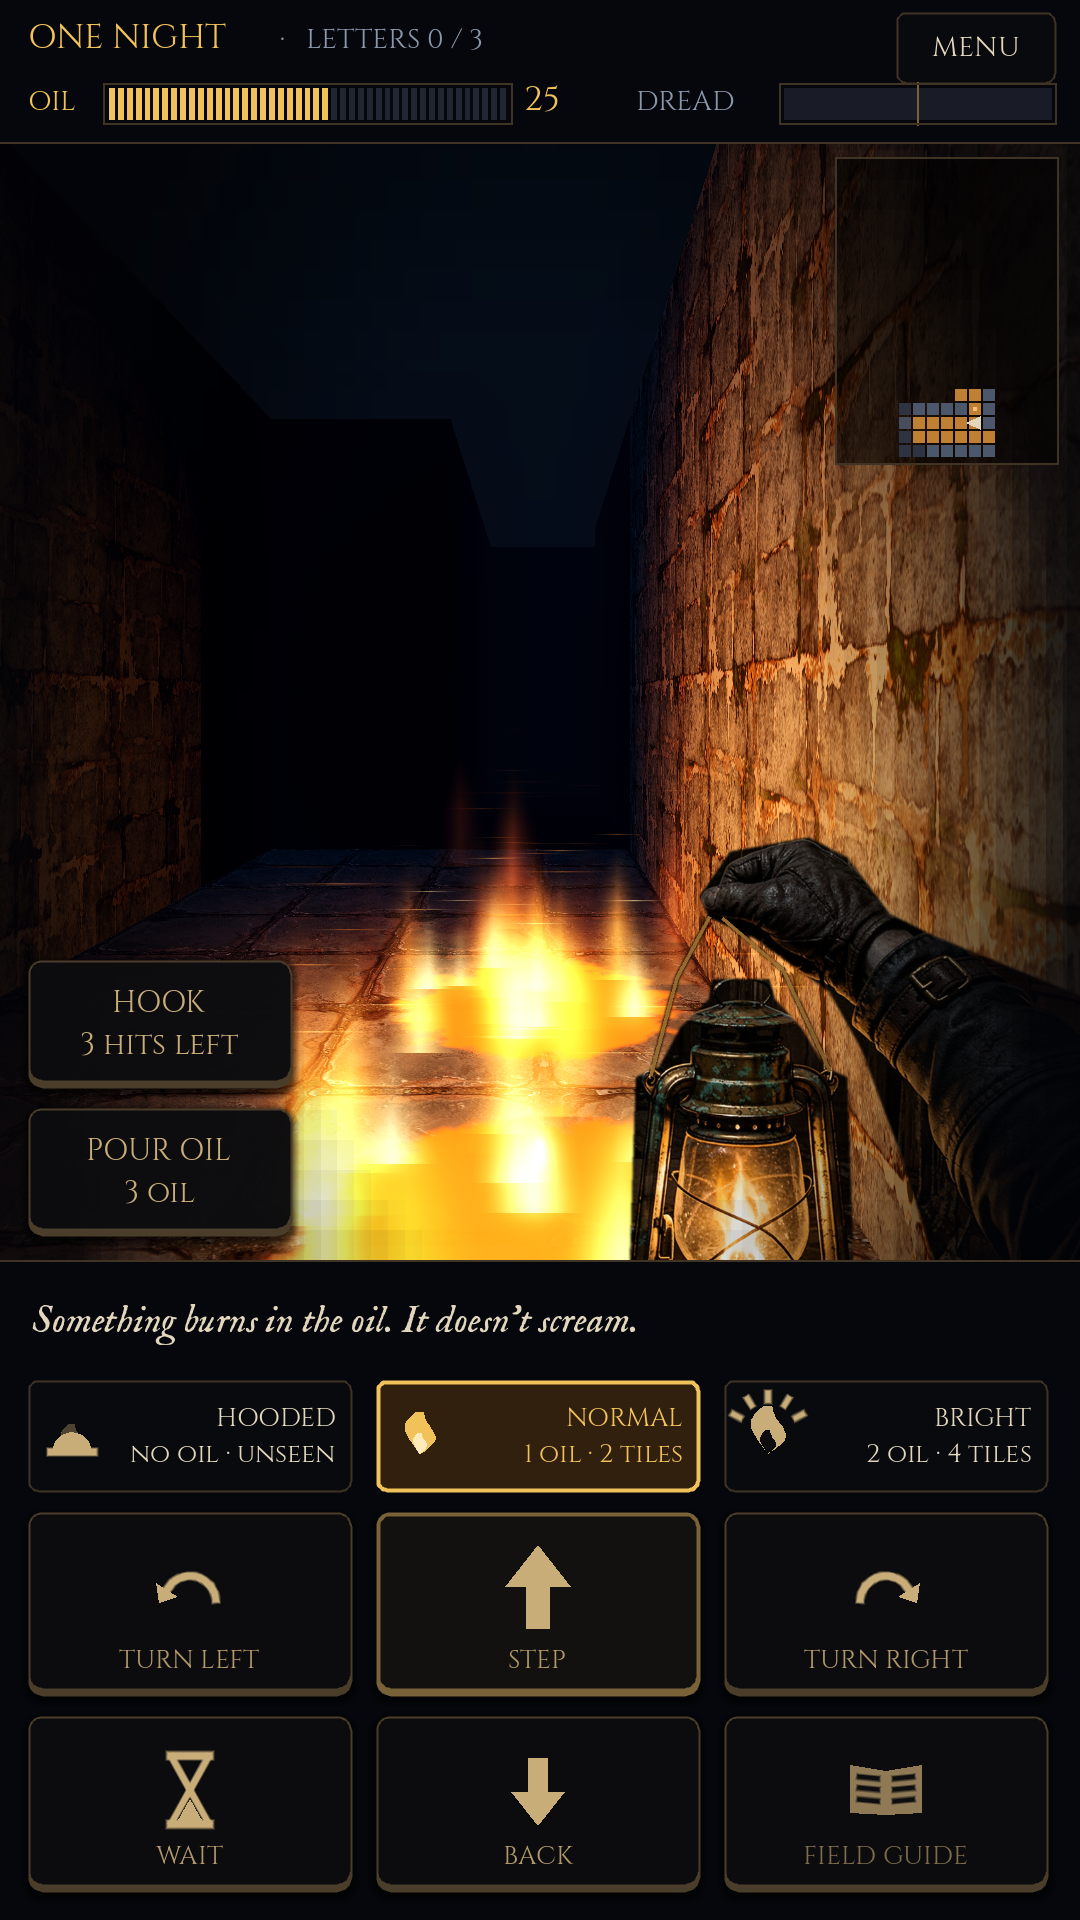 ONE NIGHT · LETTERS 0 / 3
MENU
OIL 25 DREAD
HOOK
3 HITS LEFT
POUR OIL
3 OIL
Something burns in the oil. It doesn't scream.
HOODED
NO OIL · UNSEEN
NORMAL
1 OIL · 2 TILES
BRIGHT
2 OIL · 4 TILES
TURN LEFT
STEP
TURN RIGHT
WAIT
BACK
FIELD GUIDE